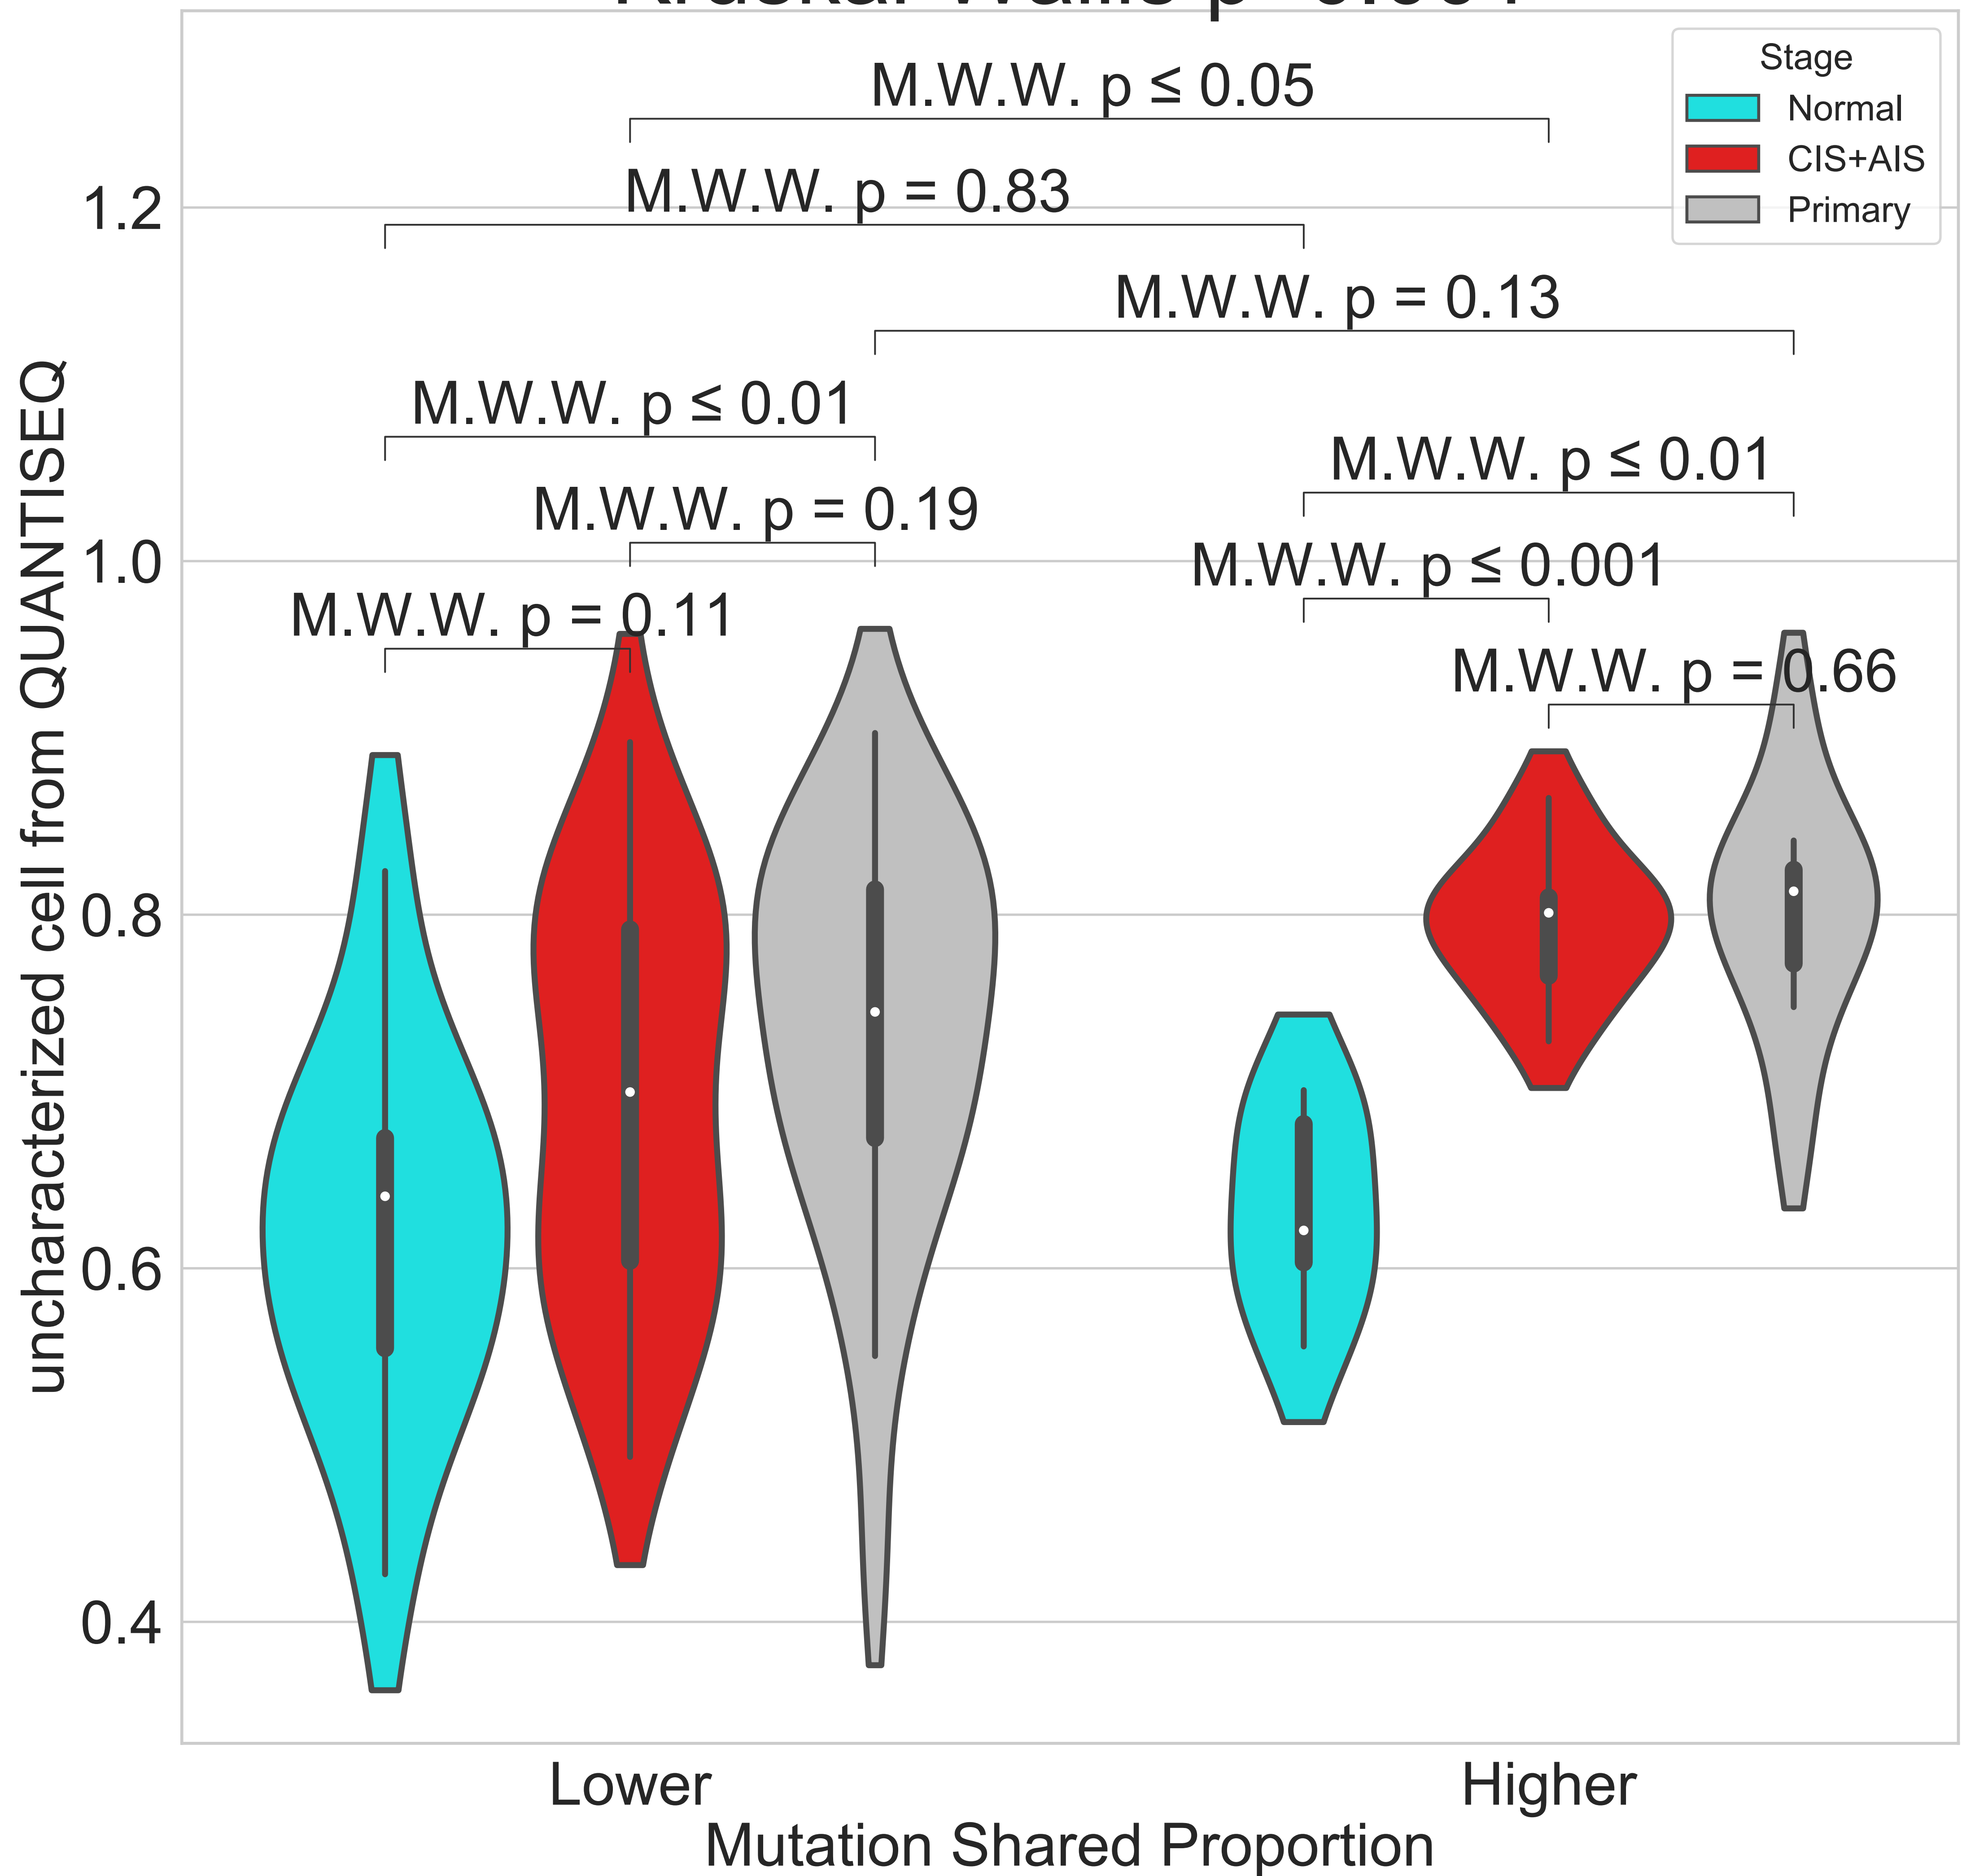 Stage
Normal
CIS+AIS
Primary
M.W.W. p ≤ 0.05
M.W.W. p = 0.83
M.W.W. p = 0.13
M.W.W. p ≤ 0.01
M.W.W. p ≤ 0.01
M.W.W. p = 0.19
M.W.W. p ≤ 0.001
M.W.W. p = 0.11
M.W.W. p = 0.66
1.2
1.0
0.8
0.6
0.4
uncharacterized cell from QUANTISEQ
Lower
Higher
Mutation Shared Proportion